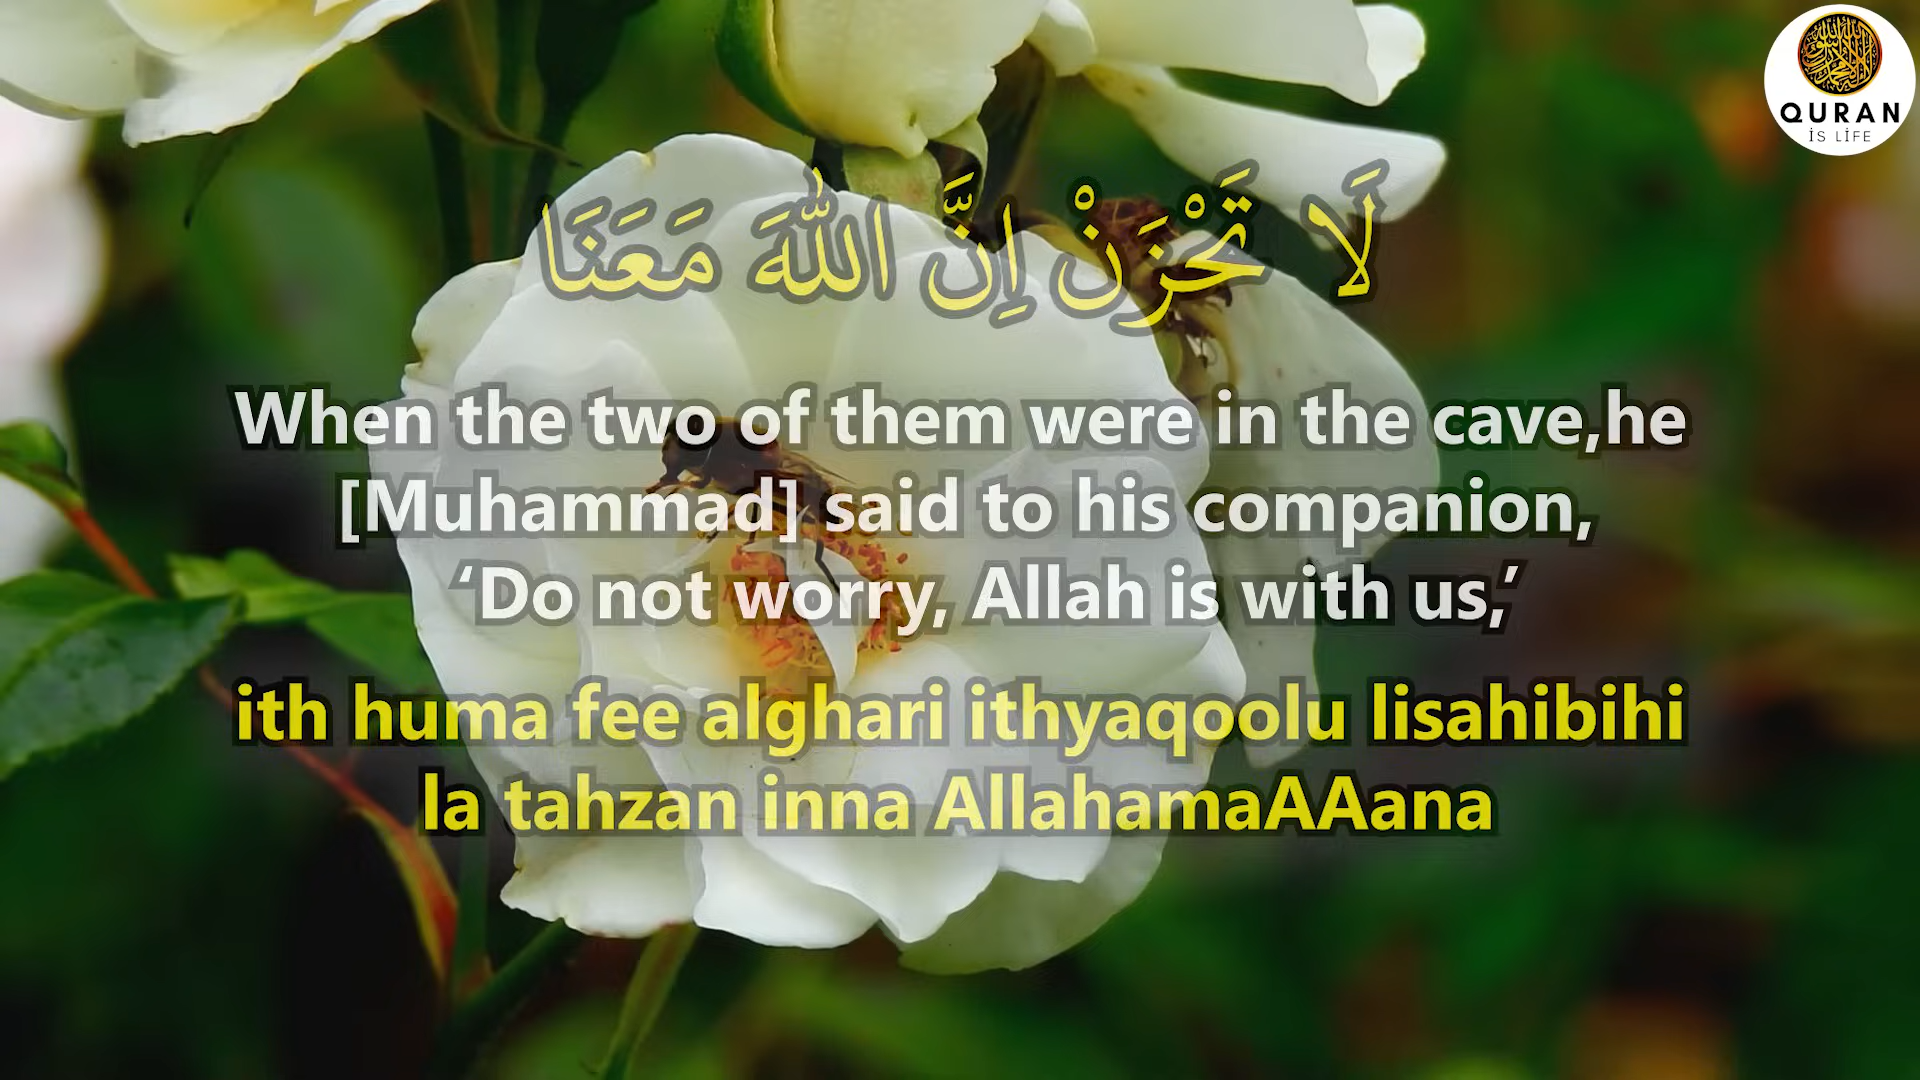 QURAN
İS LİFE
لَا تَحْزَنْ إِنَّ اللَّهَ مَعَنَا
When the two of them were in the cave,he
[Muhammad] said to his companion,
‘Do not worry, Allah is with us,’
ith huma fee alghari ithyaqoolu lisahibihi
la tahzan inna AllahamaAAana